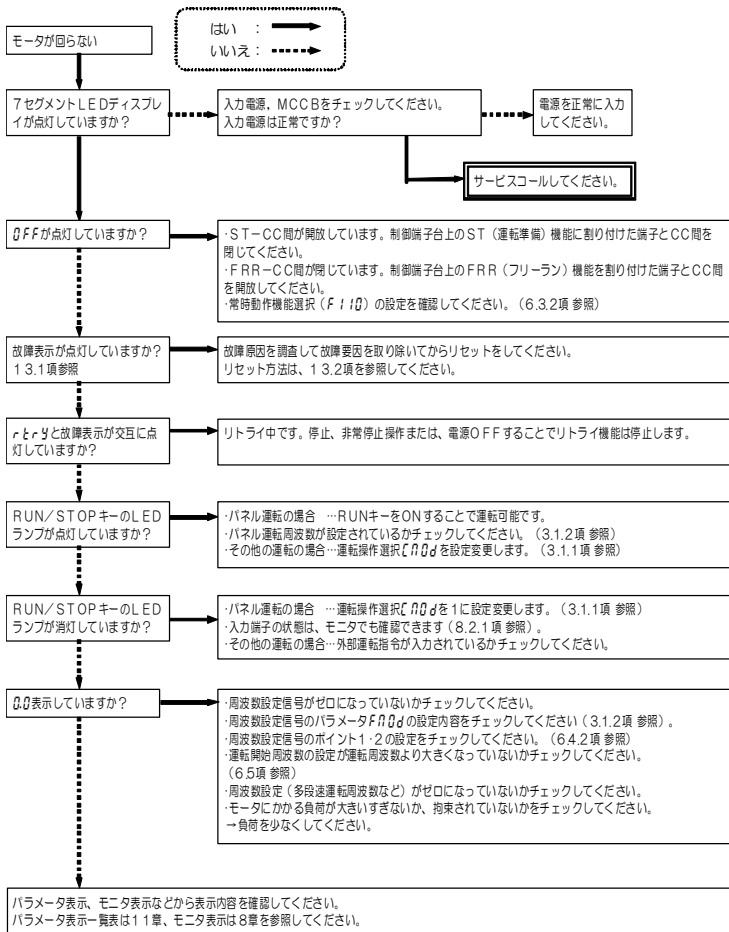 はい　：
いいえ：
モータが回らない
７セグメントＬＥＤディスプレ
イが点灯していますか？
入力電源，ＭＣＣＢをチェックしてください。
入力電源は正常ですか？
電源を正常に入力
してください。
サービスコールしてください。
OFFが点灯していますか？
・ＳＴ－ＣＣ間が開放しています。制御端子台上のＳＴ（運転準備）機能に割り付けた端子とＣＣ間を
閉じてください。
・ＦＲＲ－ＣＣ間が閉じています。制御端子台上のＦＲＲ（フリーラン）機能を割り付けた端子とＣＣ間
を開放してください。
・常時動作機能選択（F110）の設定を確認してください。（6.3.2項 参照）
故障表示が点灯していますか？
１３.１項参照
故障原因を調査して故障要因を取り除いてからリセットをしてください。
リセット方法は、１３.２項を参照してください。
rtryと故障表示が交互に点
灯していますか？
リトライ中です。停止、非常停止操作または、電源ＯＦＦすることでリトライ機能は停止します。
ＲＵＮ／ＳＴＯＰキーのＬＥＤ
ランプが点灯していますか？
・パネル運転の場合　…ＲＵＮキーをＯＮすることで運転可能です。
・パネル運転周波数が設定されているかチェックしてください。（3.1.2項 参照）
・その他の運転の場合…運転操作選択CMOdを設定変更します。（3.1.1項 参照）
ＲＵＮ／ＳＴＯＰキーのＬＥＤ
ランプが消灯していますか？
・パネル運転の場合　…運転操作選択CMOdを１に設定変更します。（3.1.1項 参照）
・入力端子の状態は、モニタでも確認できます（8.2.1項 参照）。
・その他の運転の場合…外部運転指令が入力されているかチェックしてください。
0.0表示していますか？
・周波数設定信号がゼロになっていないかチェックしてください。
・周波数設定信号のパラメータFMOdの設定内容をチェックしてください（3.1.2項 参照）。
・周波数設定信号のポイント１・２の設定をチェックしてください。（6.4.2項 参照）
・運転開始周波数の設定が運転周波数より大きくなっていないかチェックしてください。
（6.5項 参照）
・周波数設定（多段速運転周波数など）がゼロになっていないかチェックしてください。
・モータにかかる負荷が大きいすぎないか、拘束されていないかをチェックしてください。
→負荷を少なくしてください。
パラメータ表示、モニタ表示などから表示内容を確認してください。
パラメータ表示一覧表は１１章、モニタ表示は８章を参照してください。